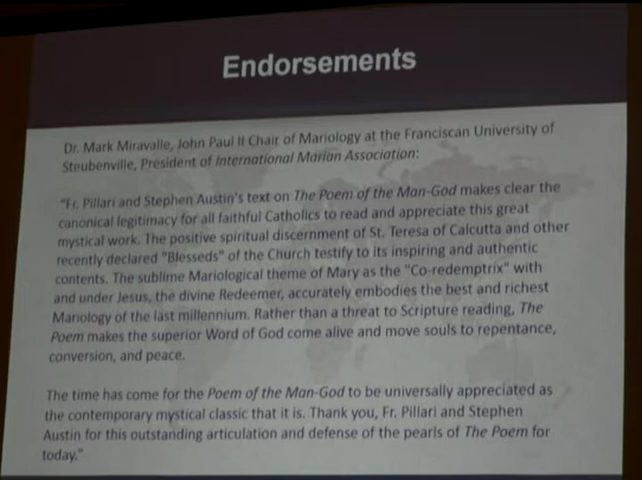 Endorsements
Dr. Mark Miravalle, John Paul II Chair of Mariology at the Franciscan University of
Steubenville, President of International Marian Association:
"Fr. Pillari and Stephen Austin's text on The Poem of the Man-God makes clear the
canonical legitimacy for all faithful Catholics to read and appreciate this great
mystical work. The positive spiritual discernment of St. Teresa of Calcutta and other
recently declared "Blesseds" of the Church testify to its inspiring and authentic
contents. The sublime Mariological theme of Mary as the "Co-redemptrix" with
and under Jesus, the divine Redeemer, accurately embodies the best and richest
Mariology of the last millennium. Rather than a threat to Scripture reading, The
Poem makes the superior Word of God come alive and move souls to repentance,
conversion, and peace.
The time has come for the Poem of the Man-God to be universally appreciated as
the contemporary mystical classic that it is. Thank you, Fr. Pillari and Stephen
Austin for this outstanding articulation and defense of the pearls of The Poem for
today."